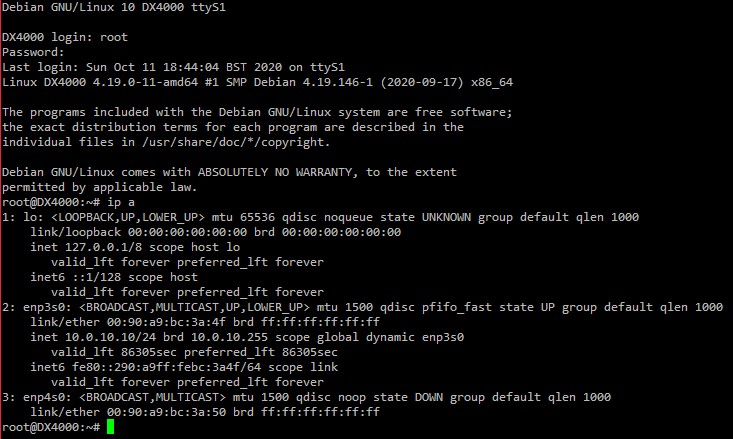 Debian GNU/Linux 10 DX4000 ttyS1
DX4000 login: root
Password:
Last login: Sun Oct 11 18:44:04 BST 2020 on ttyS1
Linux DX4000 4.19.0-11-amd64 #1 SMP Debian 4.19.146-1 (2020-09-17) x86_64
The programs included with the Debian GNU/Linux system are free software;
the exact distribution terms for each program are described in the
individual files in /usr/share/doc/*/copyright.
Debian GNU/Linux comes with ABSOLUTELY NO WARRANTY, to the extent
permitted by applicable law.
root@DX4000:~# ip a
1: lo: <LOOPBACK,UP,LOWER_UP> mtu 65536 qdisc noqueue state UNKNOWN group default qlen 1000
    link/loopback 00:00:00:00:00:00 brd 00:00:00:00:00:00
    inet 127.0.0.1/8 scope host lo
       valid_lft forever preferred_lft forever
    inet6 ::1/128 scope host
       valid_lft forever preferred_lft forever
2: enp3s0: <BROADCAST,MULTICAST,UP,LOWER_UP> mtu 1500 qdisc pfifo_fast state UP group default qlen 1000
    link/ether 00:90:a9:bc:3a:4f brd ff:ff:ff:ff:ff:ff
    inet 10.0.10.10/24 brd 10.0.10.255 scope global dynamic enp3s0
       valid_lft 86305sec preferred_lft 86305sec
    inet6 fe80::290:a9ff:febc:3a4f/64 scope link
       valid_lft forever preferred_lft forever
3: enp4s0: <BROADCAST,MULTICAST> mtu 1500 qdisc noop state DOWN group default qlen 1000
    link/ether 00:90:a9:bc:3a:50 brd ff:ff:ff:ff:ff:ff
root@DX4000:~#